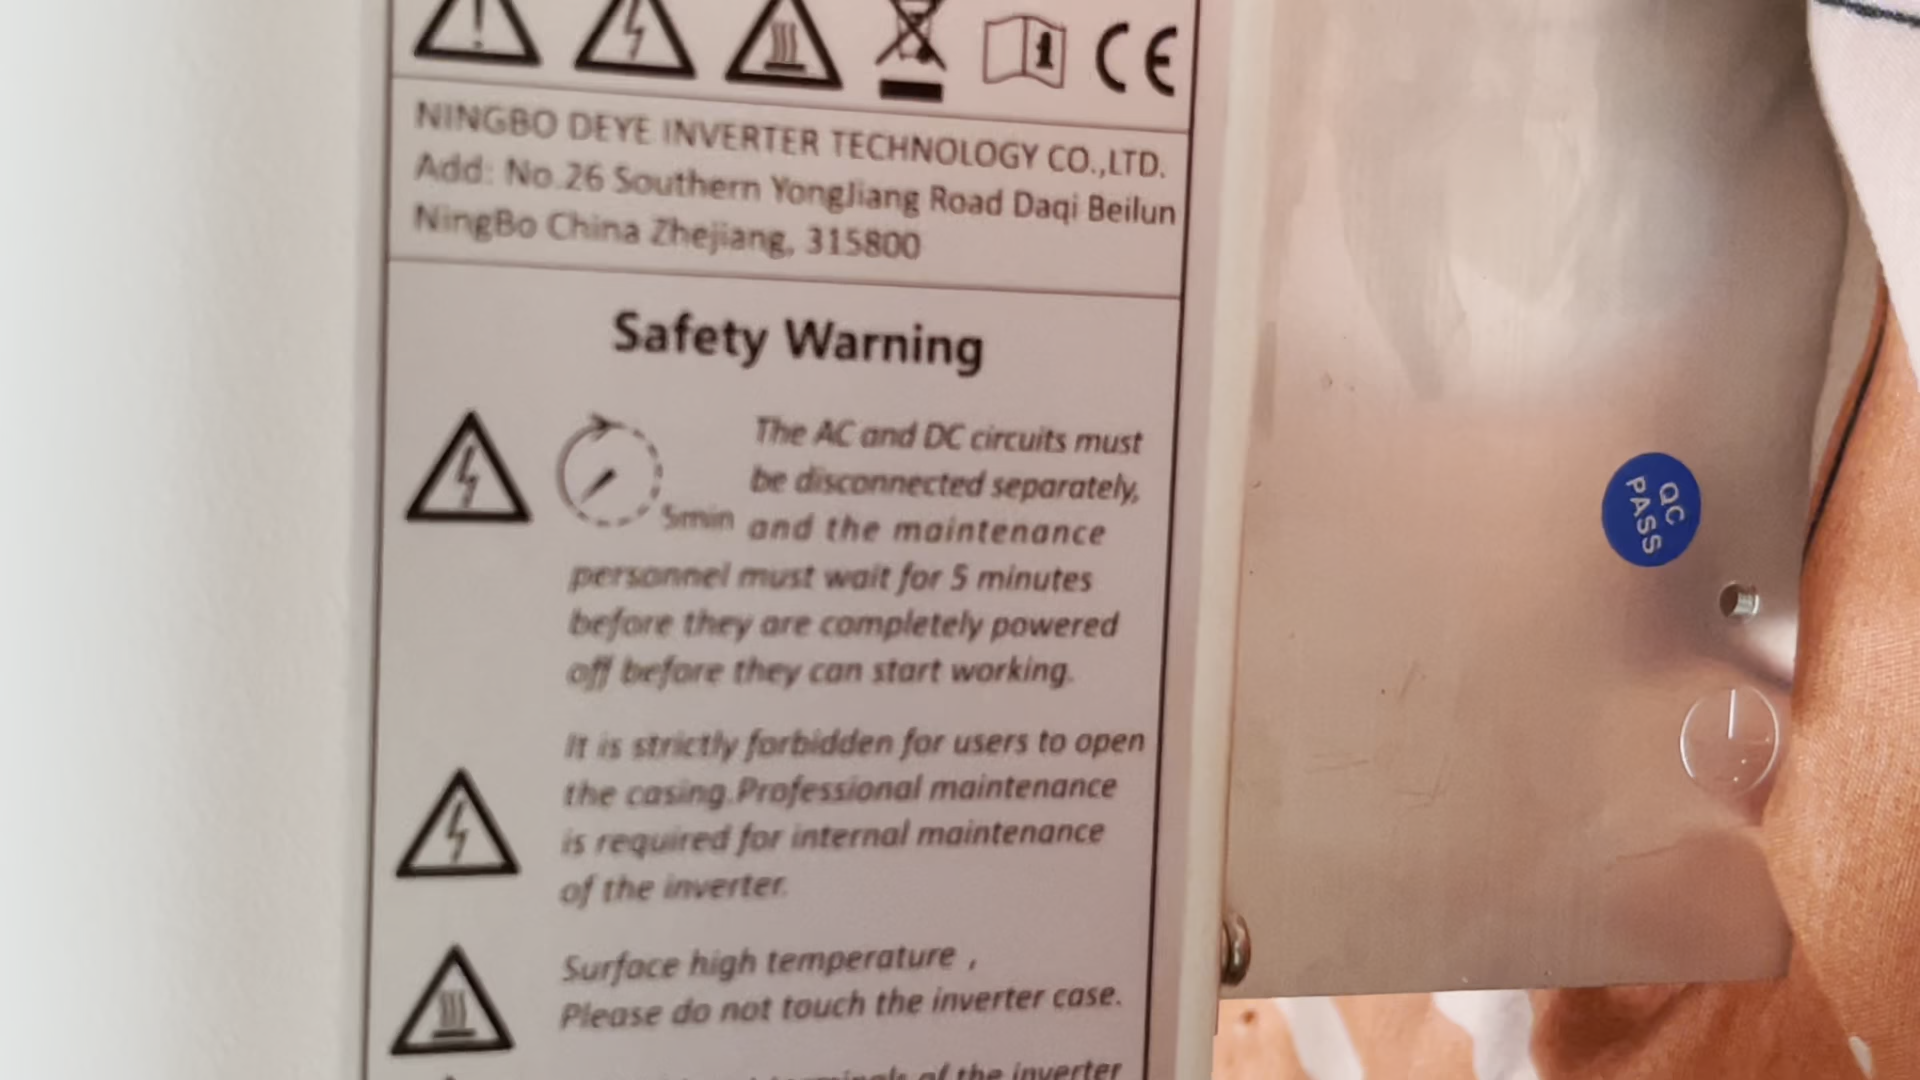 CE
NINGBO DEYE INVERTER TECHNOLOGY CO.,LTD.
Add: No.26 Southern YongJiang Road Daqi Beilun
NingBo China Zhejiang, 315800
Safety Warning
5min
The AC and DC circuits must
be disconnected separately,
and the maintenance
personnel must wait for 5 minutes
before they are completely powered
off before they can start working.
It is strictly forbidden for users to open
the casing.Professional maintenance
is required for internal maintenance
of the inverter.
Surface high temperature ,
Please do not touch the inverter case.
of the inverter
QC
PASS